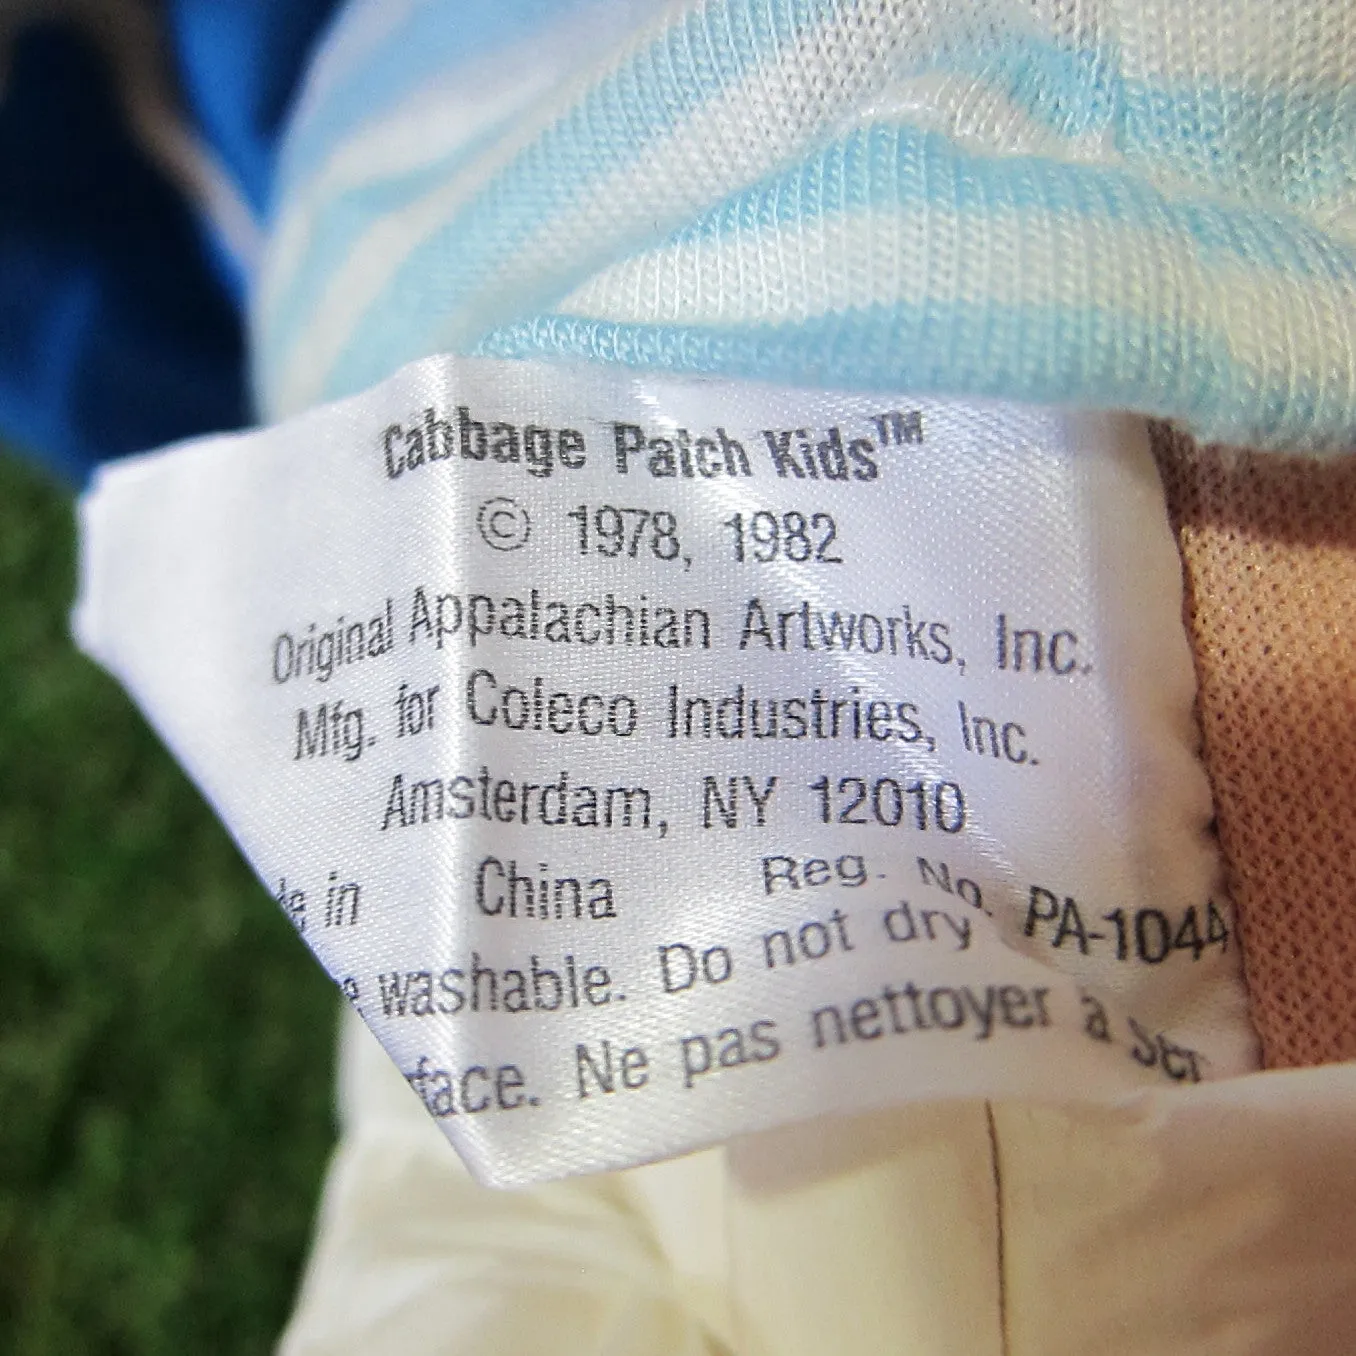 Cabbage Patch Kids™
© 1978, 1982
Original Appalachian Artworks, Inc.
Mfg. for Coleco Industries, Inc.
Amsterdam, NY 12010
in China Reg. No. PA-1044
washable. Do not dry
Ne pas nettoyer à